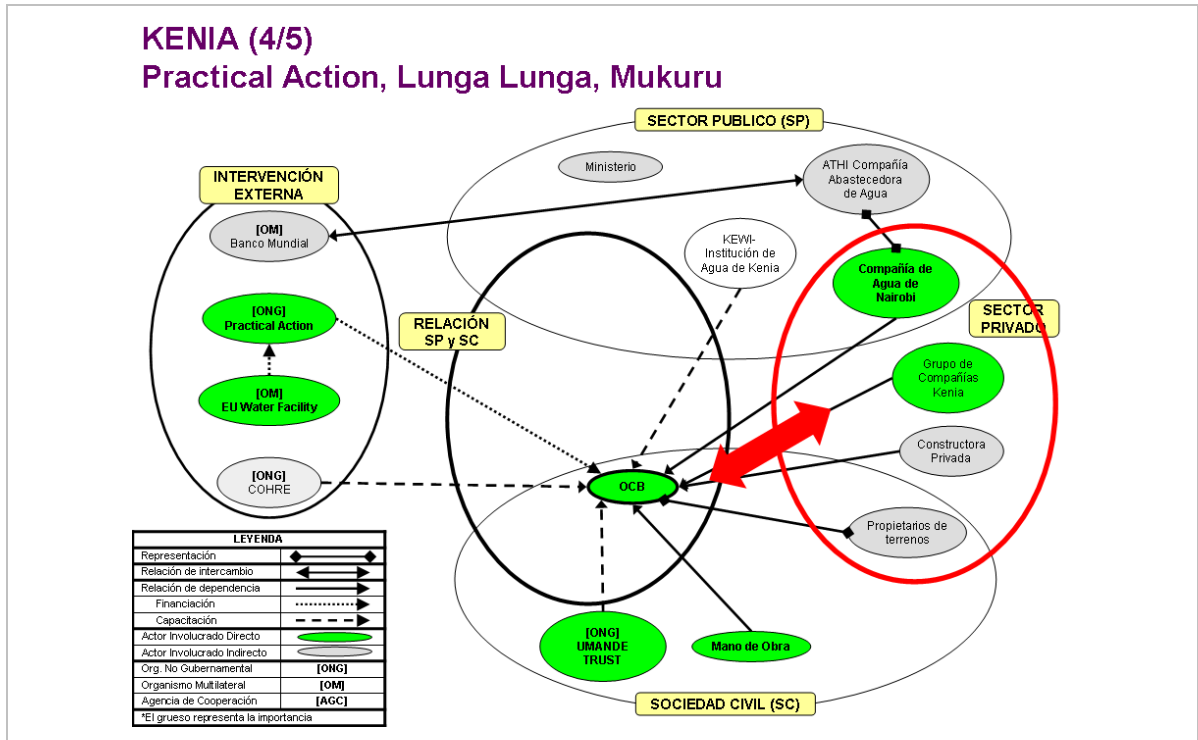 KENIA (4/5)
Practical Action, Lunga Lunga, Mukuru
SECTOR PUBLICO (SP)
Ministerio
ATHI Compañía
Abastecedora
de Agua
INTERVENCIÓN
EXTERNA
[OM]
Banco Mundial
KEWI-
Institución de
Agua de Kenia
Compañía de
Agua de
Nairobi
[ONG]
Practical Action
RELACIÓN
SP y SC
SECTOR
PRIVADO
Grupo de
Compañías
Kenia
[OM]
EU Water Facility
Constructora
Privada
[ONG]
COHRE
OCB
Propietarios de
terrenos
LEYENDA
Representación
Relación de intercambio
Relación de dependencia
Financiación
Capacitación
Actor Involucrado Directo
Actor Involucrado Indirecto
Org. No Gubernamental [ONG]
Organismo Multilateral [OM]
Agencia de Cooperación [AGC]
*El grueso representa la importancia
[ONG]
UMANDE
TRUST
Mano de Obra
SOCIEDAD CIVIL (SC)